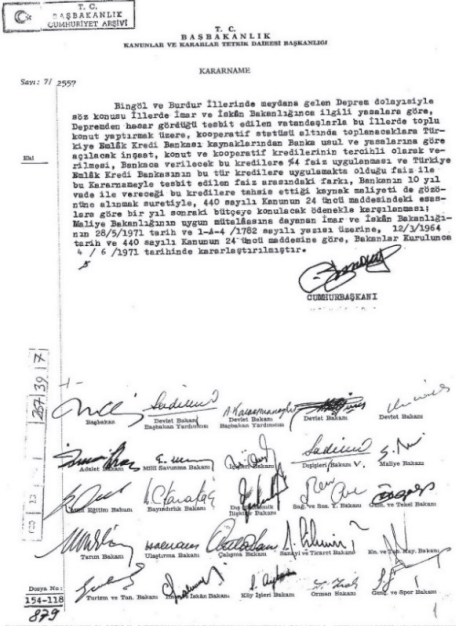 T. C.
BAŞBAKANLIK
CUMHURİYET ARŞİVİ
T. C.
BAŞBAKANLIK
KANUNLAR VE KARARLAR TETKİK DAİRESİ BAŞKANLIĞI
KARARNAME
Sayı: 7/ 2557
Bingöl ve Burdur İllerinde meydana gelen Deprem dolayısiyle
söz konusu İllerde İmar ve İskân Bakanlığınca ilgili yasalara göre,
Depremden hasar gördüğü tesbit edilen vatandaşlarla bu İllerde toplu
konut yaptırmak üzere, kooperatif statüsü altında toplanacaklara Tür-
kiye Emlâk Kredi Bankası kaynaklarından Banka usul ve yasalarına göre
açılacak inşaat, konut ve kooperatif kredilerinin tercihli olarak ve-
rilmesi, Bankaca verilecek bu kredilere %4 faiz uygulanması ve Türkiye
Emlâk Kredi Bankasının bu tür kredilere uygulamakta olduğu faiz ile
bu Kararnameyle tesbit edilen faiz arasındaki farkı, Bankanın 10 yıl
vade ile vereceği bu kredilere tahsis ettiği kaynak maliyeti de gözö-
nüne alınmak suretiyle, 440 sayılı Kanunun 24 üncü maddesindeki esas-
lara göre bir yıl sonraki bütçeye konulacak ödenekle karşılanması;
Maliye Bakanlığının uygun mütelâasına dayanan İmar ve İskân Bakanlığı-
nın 28/5/1971 tarih ve 1-A-4 /1782 sayılı yazısı üzerine, 12/3/1964
tarih ve 440 sayılı Kanunun 24 üncü maddesine göre, Bakanlar Kurulunca
4 / 6 /1971 tarihinde kararlaştırılmıştır.
CUMHURBAŞKANI
Başbakan Devlet Bakanı Devlet Bakanı Devlet Bakanı Devlet Bakanı
Başbakan Yardımcısı Başbakan Yardımcısı
Adalet Bakanı Millî Savunma Bakanı İçişleri Bakanı Dışişleri Bakanı V. Maliye Bakanı
Eğitim Bakanı Bayındırlık Bakanı Sağ. ve Sos. Y. Bakanı Güm. ve Tekel Bakanı
Tarım Bakanı Ulaştırma Bakanı Çalışma Bakanı Sanayi ve Ticaret Bakanı En. ve Tab. Kay. Bakanı
Turizm ve Tan. Bakanı İmar ve İskân Bakanı Köy İşleri Bakanı Orman Bakanı Genç. ve Spor Bakanı
Dosya No:
154-118
879